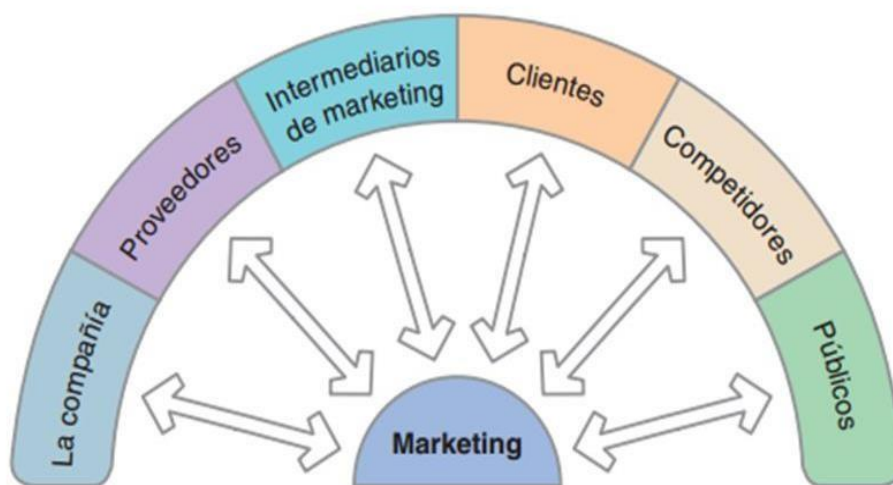 La compañía
Proveedores
Intermediarios
de marketing
Clientes
Competidores
Públicos
Marketing